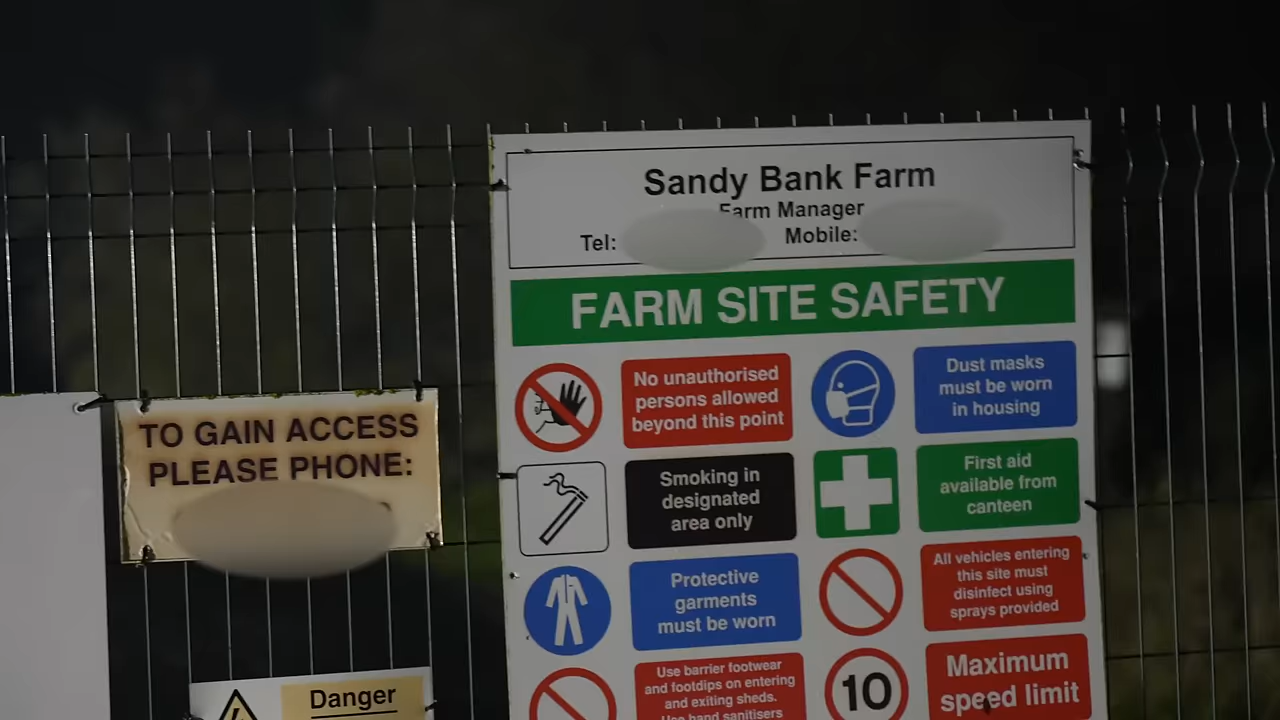 Sandy Bank Farm
Farm Manager
Tel:
Mobile:
FARM SITE SAFETY
No unauthorised
persons allowed
beyond this point
Dust masks
must be worn
in housing
Smoking in
designated
area only
First aid
available from
canteen
Protective
garments
must be worn
All vehicles entering
this site must
disinfect using
sprays provided
Use barrier footwear
and footdips on entering
and exiting sheds.
Use hand sanitisers
10
Maximum
speed limit
TO GAIN ACCESS
PLEASE PHONE:
Danger